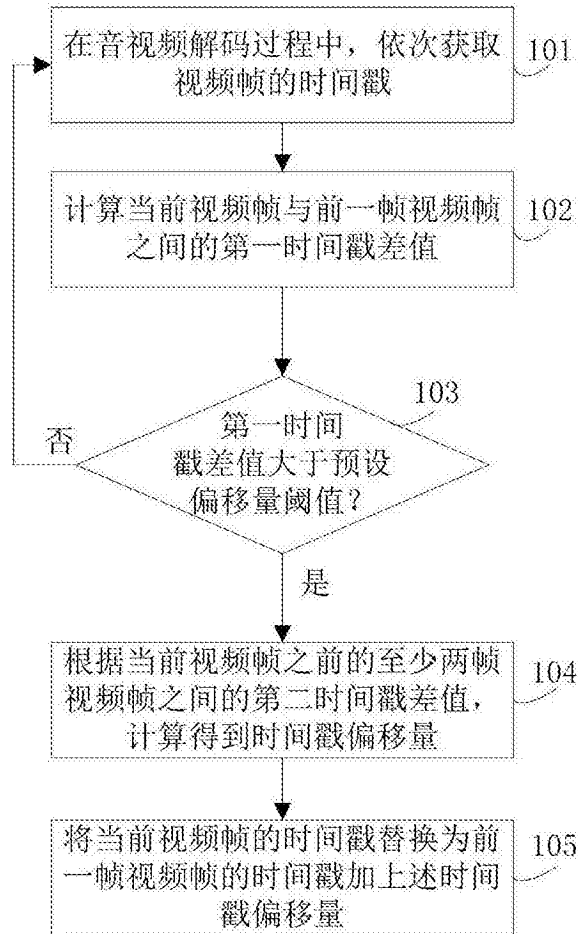 在音视频解码过程中，依次获取
视频帧的时间戳
101
计算当前视频帧与前一帧视频帧
之间的第一时间戳差值
102
103
第一时间
戳差值大于预设
偏移量阈值？
否
是
根据当前视频帧之前的至少两帧
视频帧之间的第二时间戳差值，
计算得到时间戳偏移量
104
将当前视频帧的时间戳替换为前
一帧视频帧的时间戳加上述时间
戳偏移量
105